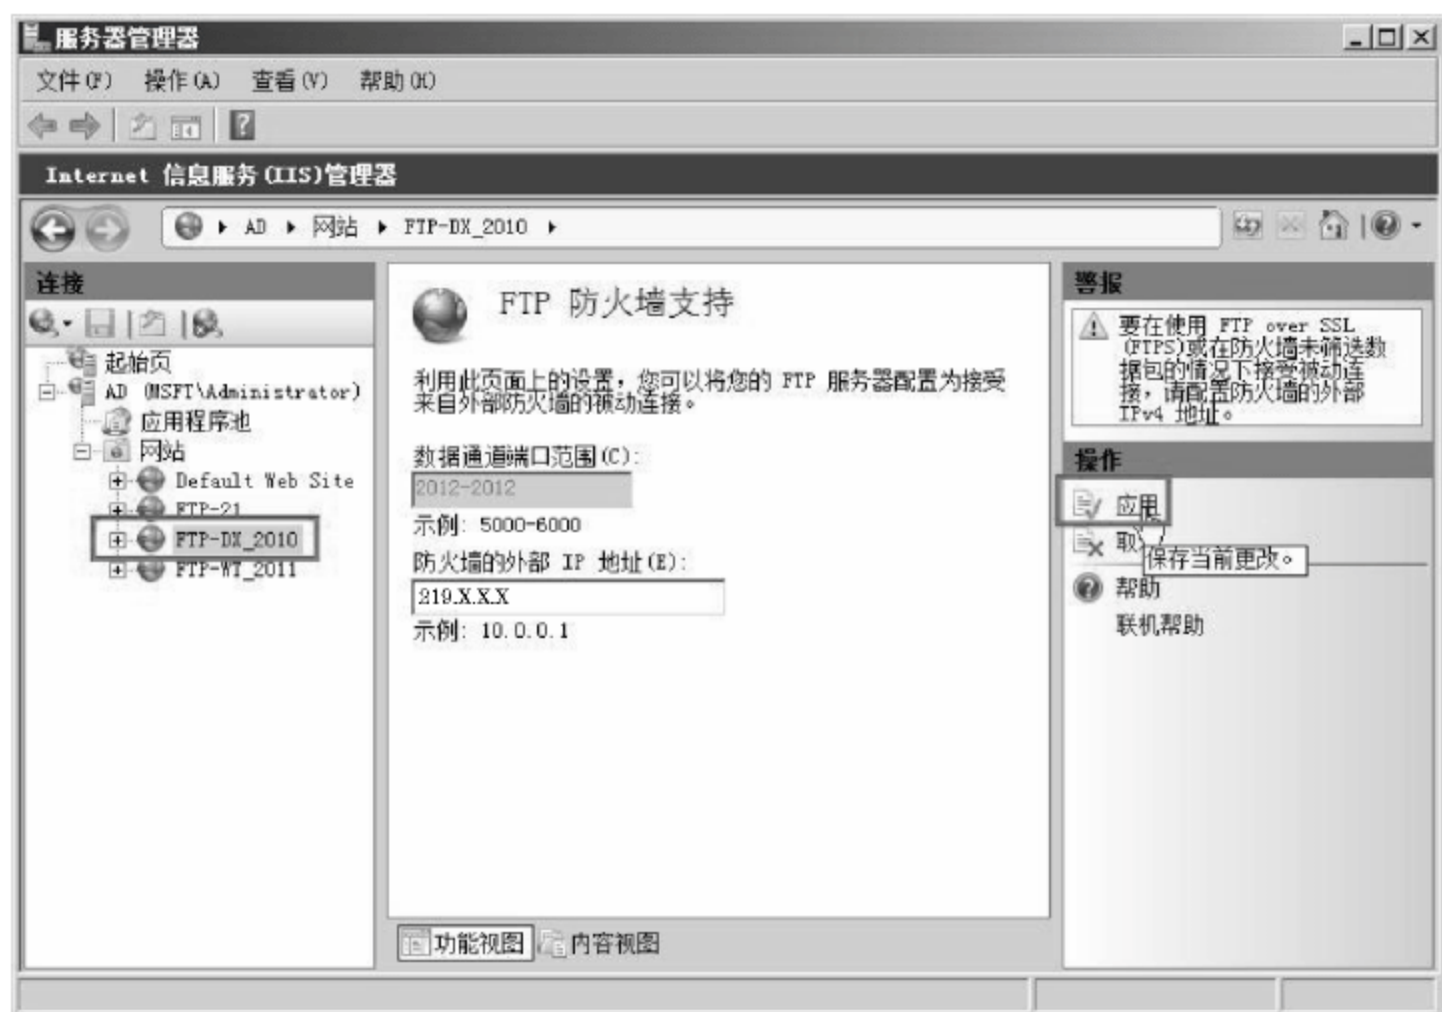 服务器管理器
文件(F) 操作(A) 查看(V) 帮助(H)
Internet 信息服务(IIS)管理器
AD 网站 FTP-DX_2010
连接
起始页
AD (MSFT\Administrator)
应用程序池
网站
Default Web Site
FTP-21
FTP-DX_2010
FTP-WT_2011
FTP 防火墙支持
利用此页面上的设置，您可以将您的 FTP 服务器配置为接受
来自外部防火墙的被动连接。
数据通道端口范围(C):
2012-2012
示例: 5000-6000
防火墙的外部 IP 地址(E):
219.X.X.X
示例: 10.0.0.1
功能视图 内容视图
警报
要在使用 FTP over SSL
(FTPS)或在防火墙未筛选数
据包的情况下接受被动连
接，请配置防火墙的外部
IPv4 地址。
操作
应用
取
保存当前更改。
帮助
联机帮助